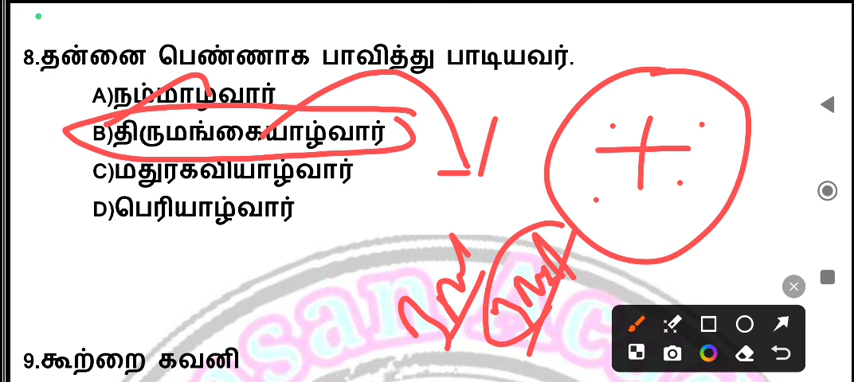 8.தன்னை பெண்ணாக பாவித்து பாடியவர்.
A)நம்மாழ்வார்
B)திருமங்கையாழ்வார்
C)மதுரகவியாழ்வார்
D)பெரியாழ்வார்
9.கூற்றை கவனி